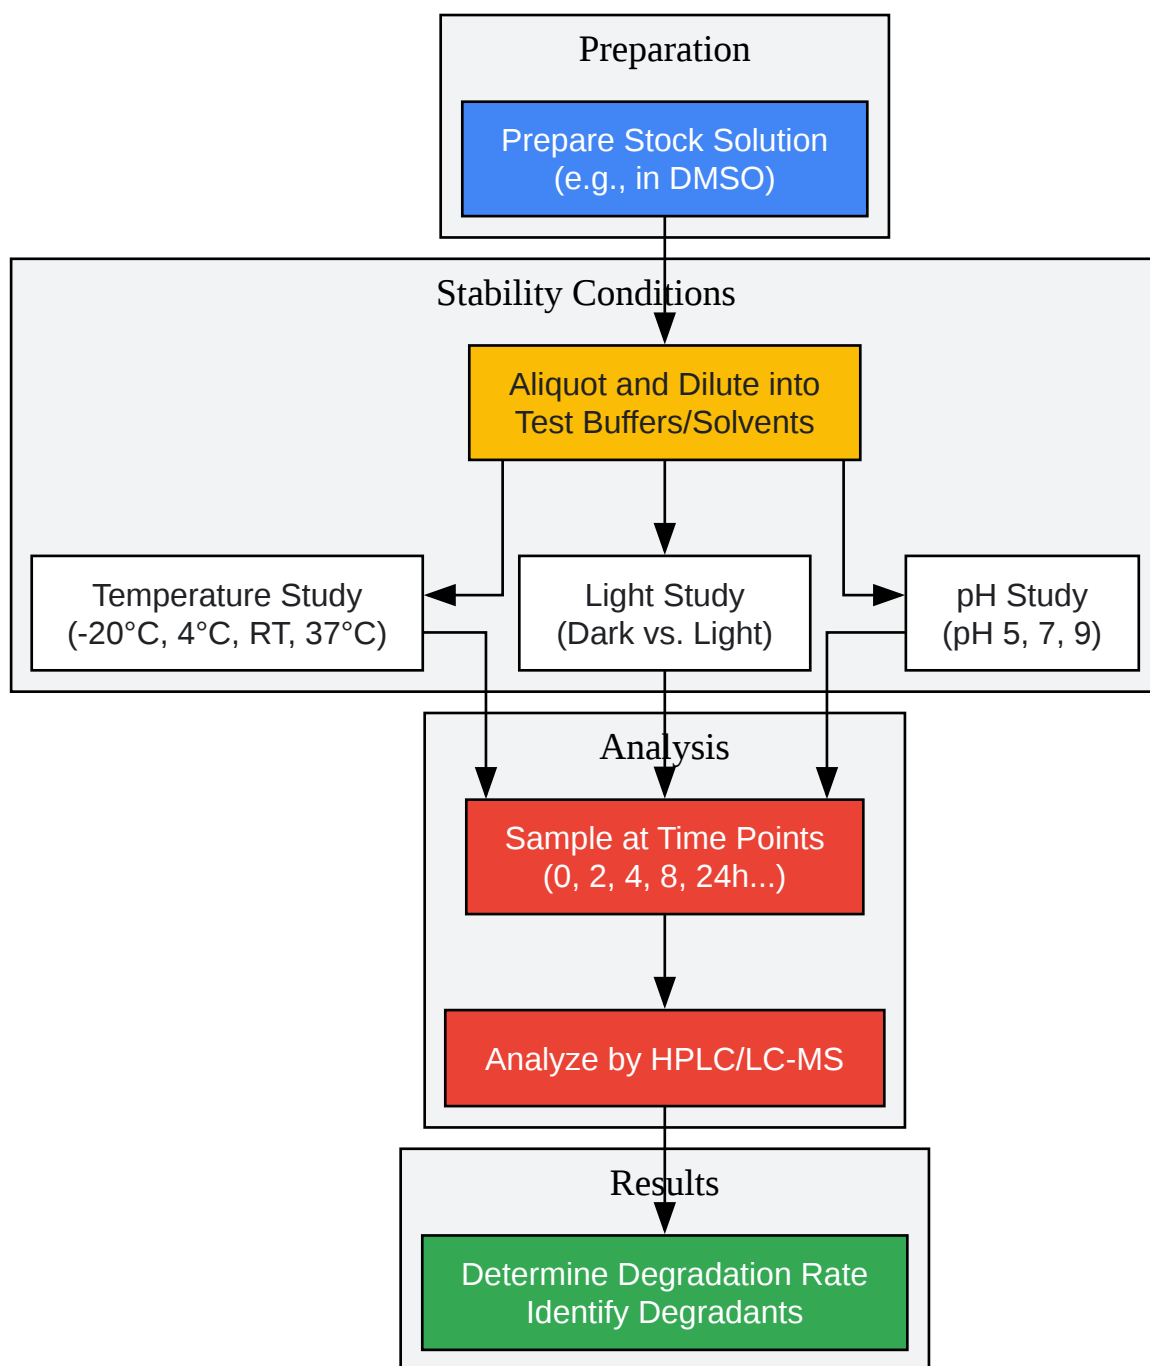 Preparation
Prepare Stock Solution
(e.g., in DMSO)
Stability Conditions
Aliquot and Dilute into
Test Buffers/Solvents
Temperature Study
(-20°C, 4°C, RT, 37°C)
Light Study
(Dark vs. Light)
pH Study
(pH 5, 7, 9)
Analysis
Sample at Time Points
(0, 2, 4, 8, 24h...)
Analyze by HPLC/LC-MS
Results
Determine Degradation Rate
Identify Degradants